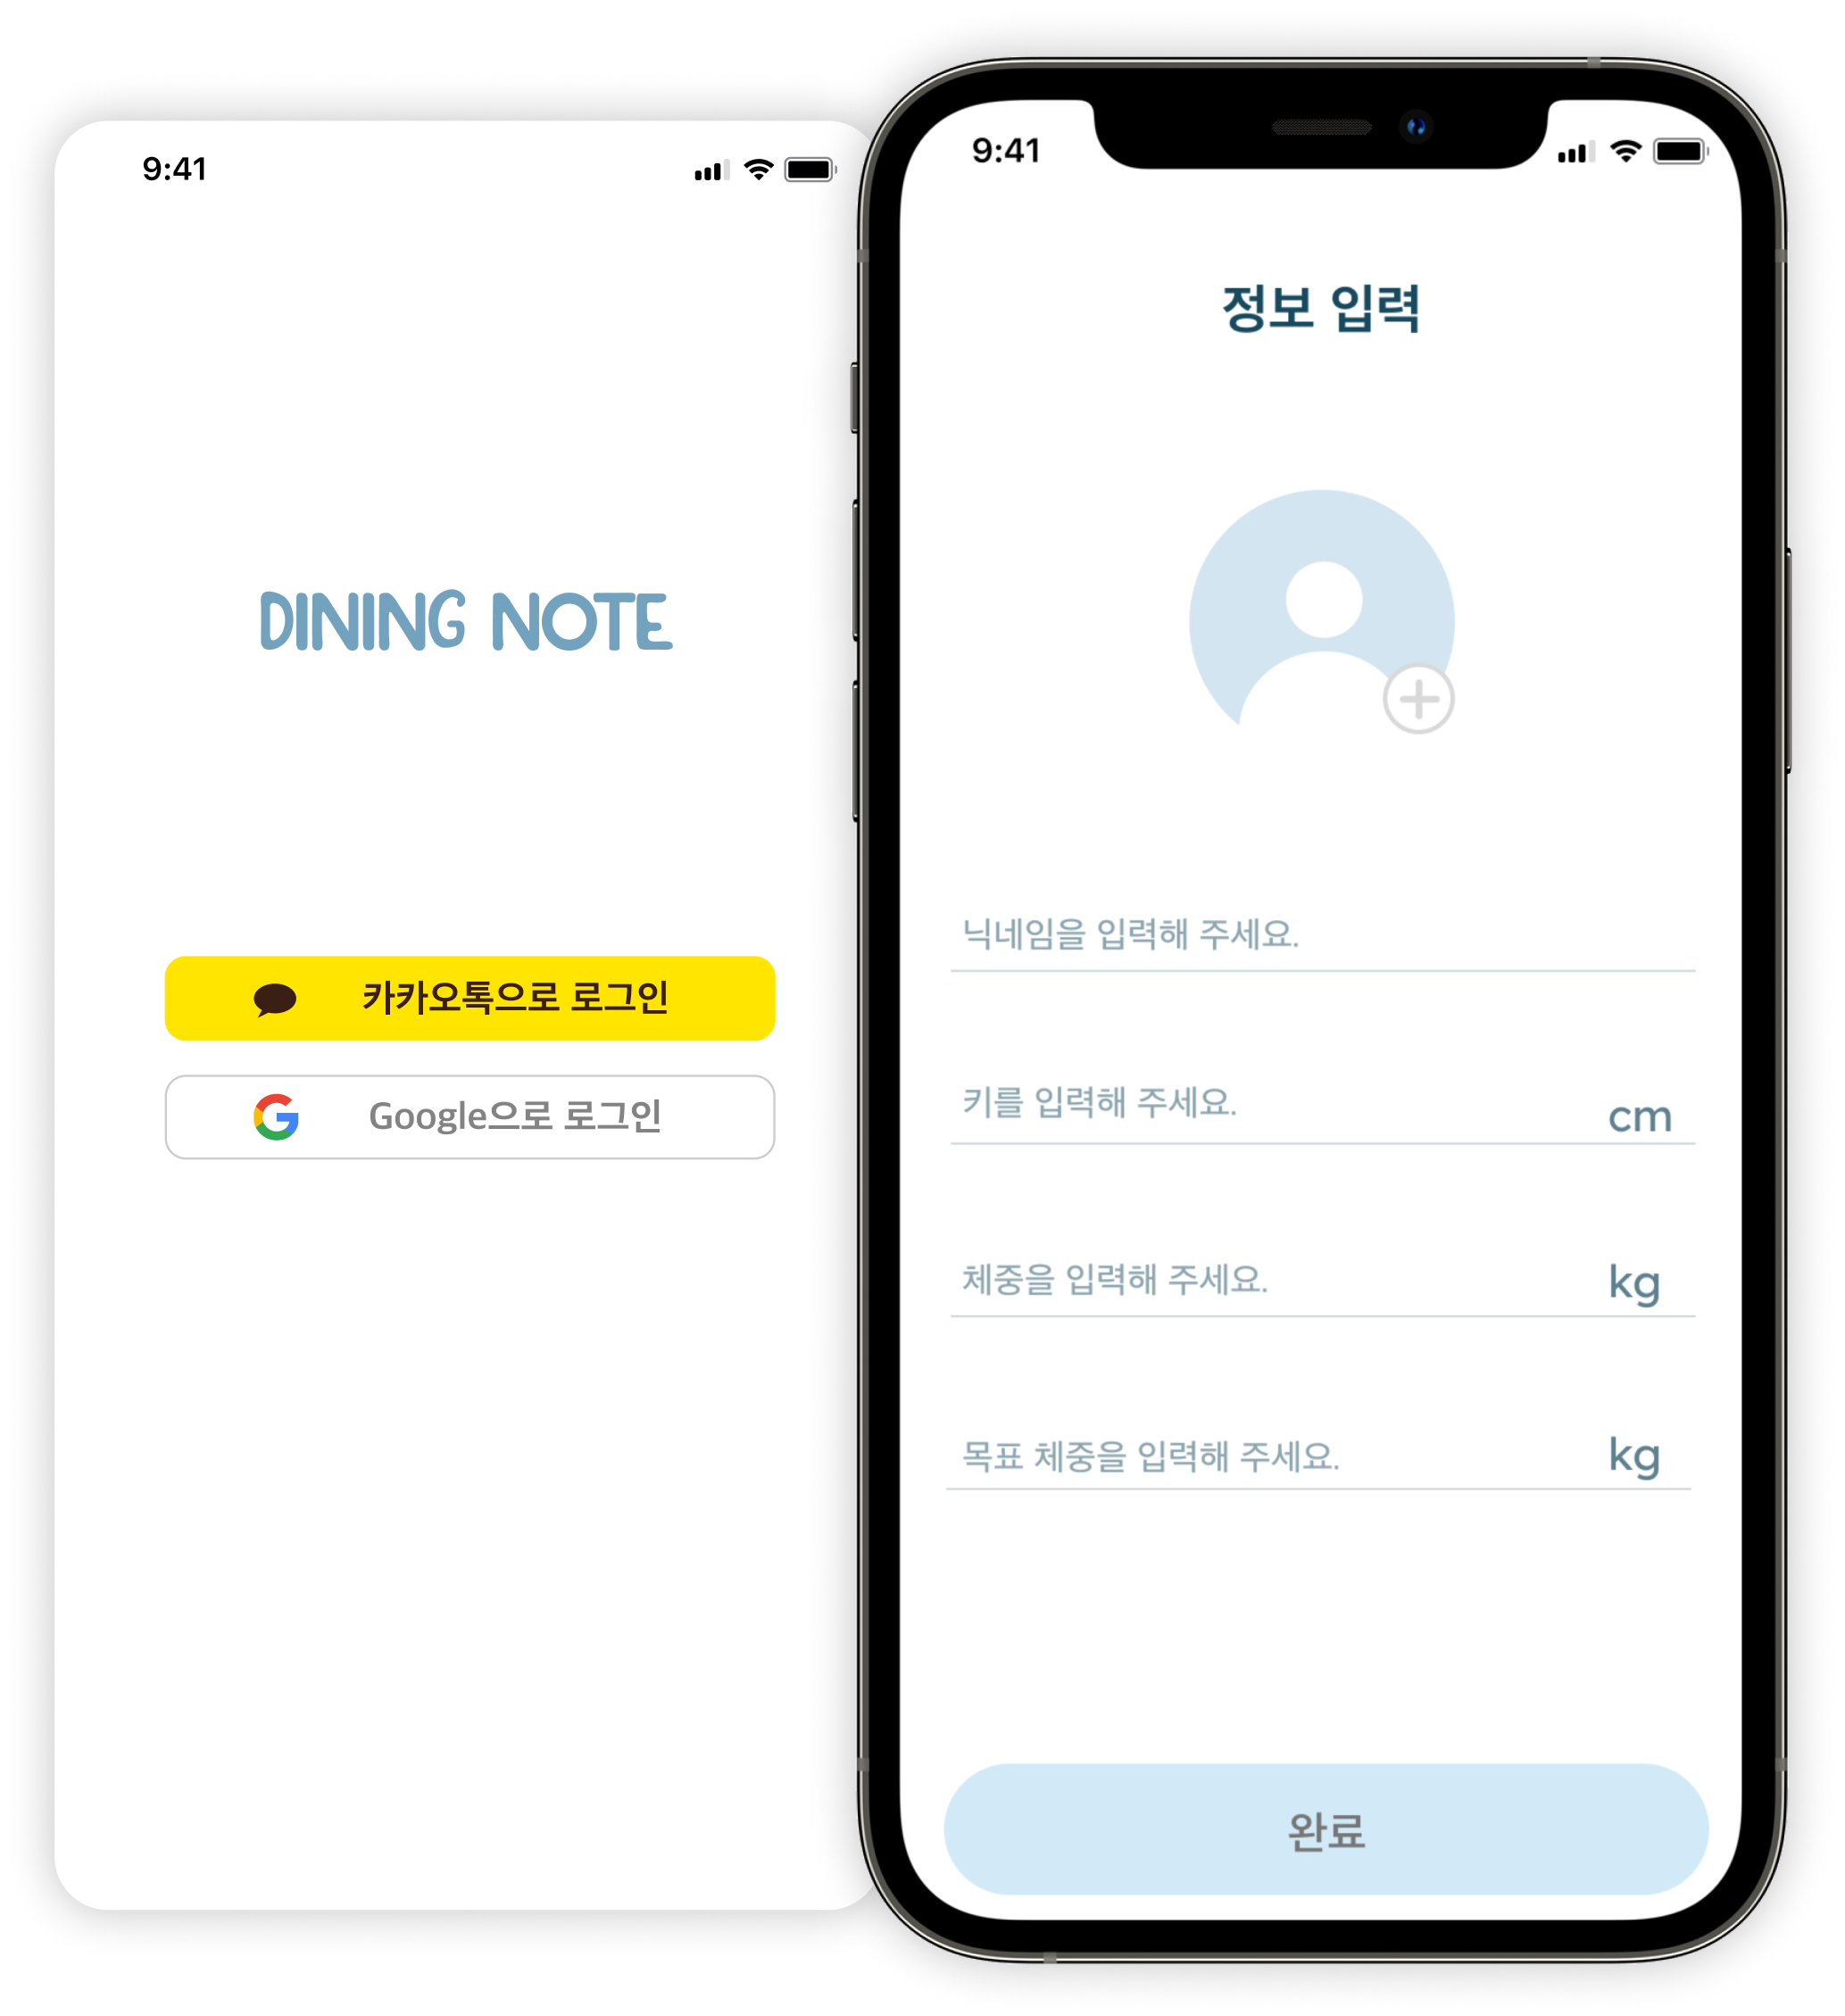 9:41
DINING NOTE
카카오톡으로 로그인
Google으로 로그인
9:41
정보 입력
닉네임을 입력해 주세요.
키를 입력해 주세요.
cm
체중을 입력해 주세요.
kg
목표 체중을 입력해 주세요.
kg
완료